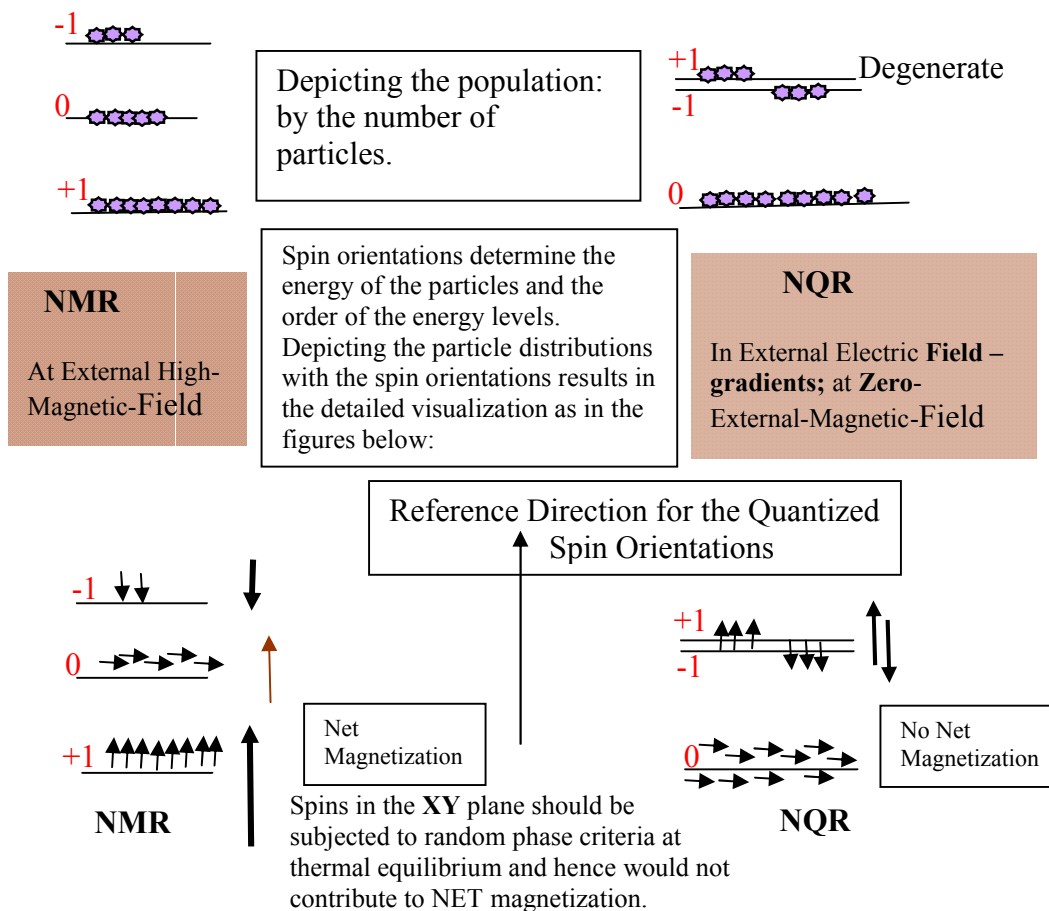 -1
0
+1
Depicting the population:
by the number of
particles.
+1
-1
Degenerate
0
NMR
At External High-
Magnetic-Field
Spin orientations determine the
energy of the particles and the
order of the energy levels.
Depicting the particle distributions
with the spin orientations results in
the detailed visualization as in the
figures below:
NQR
In External Electric Field –
gradients; at Zero-
External-Magnetic-Field
Reference Direction for the Quantized
Spin Orientations
-1
0
+1
NMR
Net
Magnetization
Spins in the XY plane should be
subjected to random phase criteria at
thermal equilibrium and hence would not
contribute to NET magnetization.
+1
-1
0
NQR
No Net
Magnetization